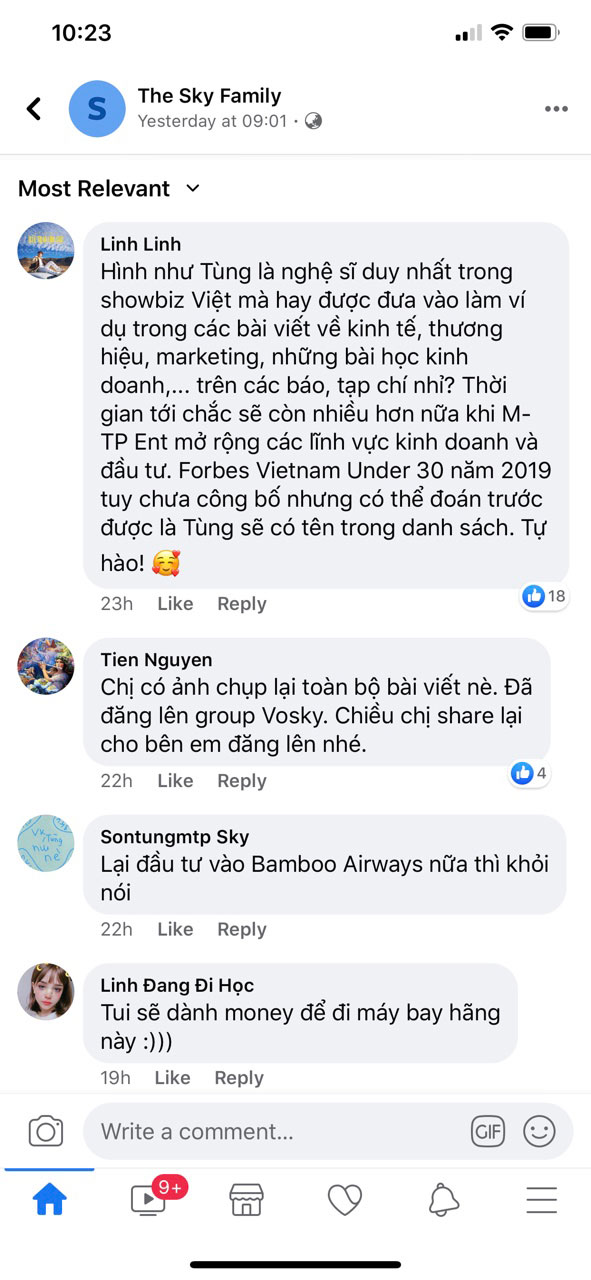 10:23
S
The Sky Family
Yesterday at 09:01 ·
Most Relevant
Linh Linh
Hình như Tùng là nghệ sĩ duy nhất trong
showbiz Việt mà hay được đưa vào làm ví
dụ trong các bài viết về kinh tế, thương
hiệu, marketing, những bài học kinh
doanh,... trên các báo, tạp chí nhỉ? Thời
gian tới chắc sẽ còn nhiều hơn nữa khi M-
TP Ent mở rộng các lĩnh vực kinh doanh và
đầu tư. Forbes Vietnam Under 30 năm 2019
tuy chưa công bố nhưng có thể đoán trước
được là Tùng sẽ có tên trong danh sách. Tự
hào! 🥰
23h Like Reply 18
Tien Nguyen
Chị có ảnh chụp lại toàn bộ bài viết nè. Đã
đăng lên group Vosky. Chiều chị share lại
cho bên em đăng lên nhé.
22h Like Reply 4
Sontungmtp Sky
Lại đầu tư vào Bamboo Airways nữa thì khỏi
nói
22h Like Reply
Linh Đang Đi Học
Tui sẽ dành money để đi máy bay hãng
này :)))
19h Like Reply
Write a comment...
GIF
9+